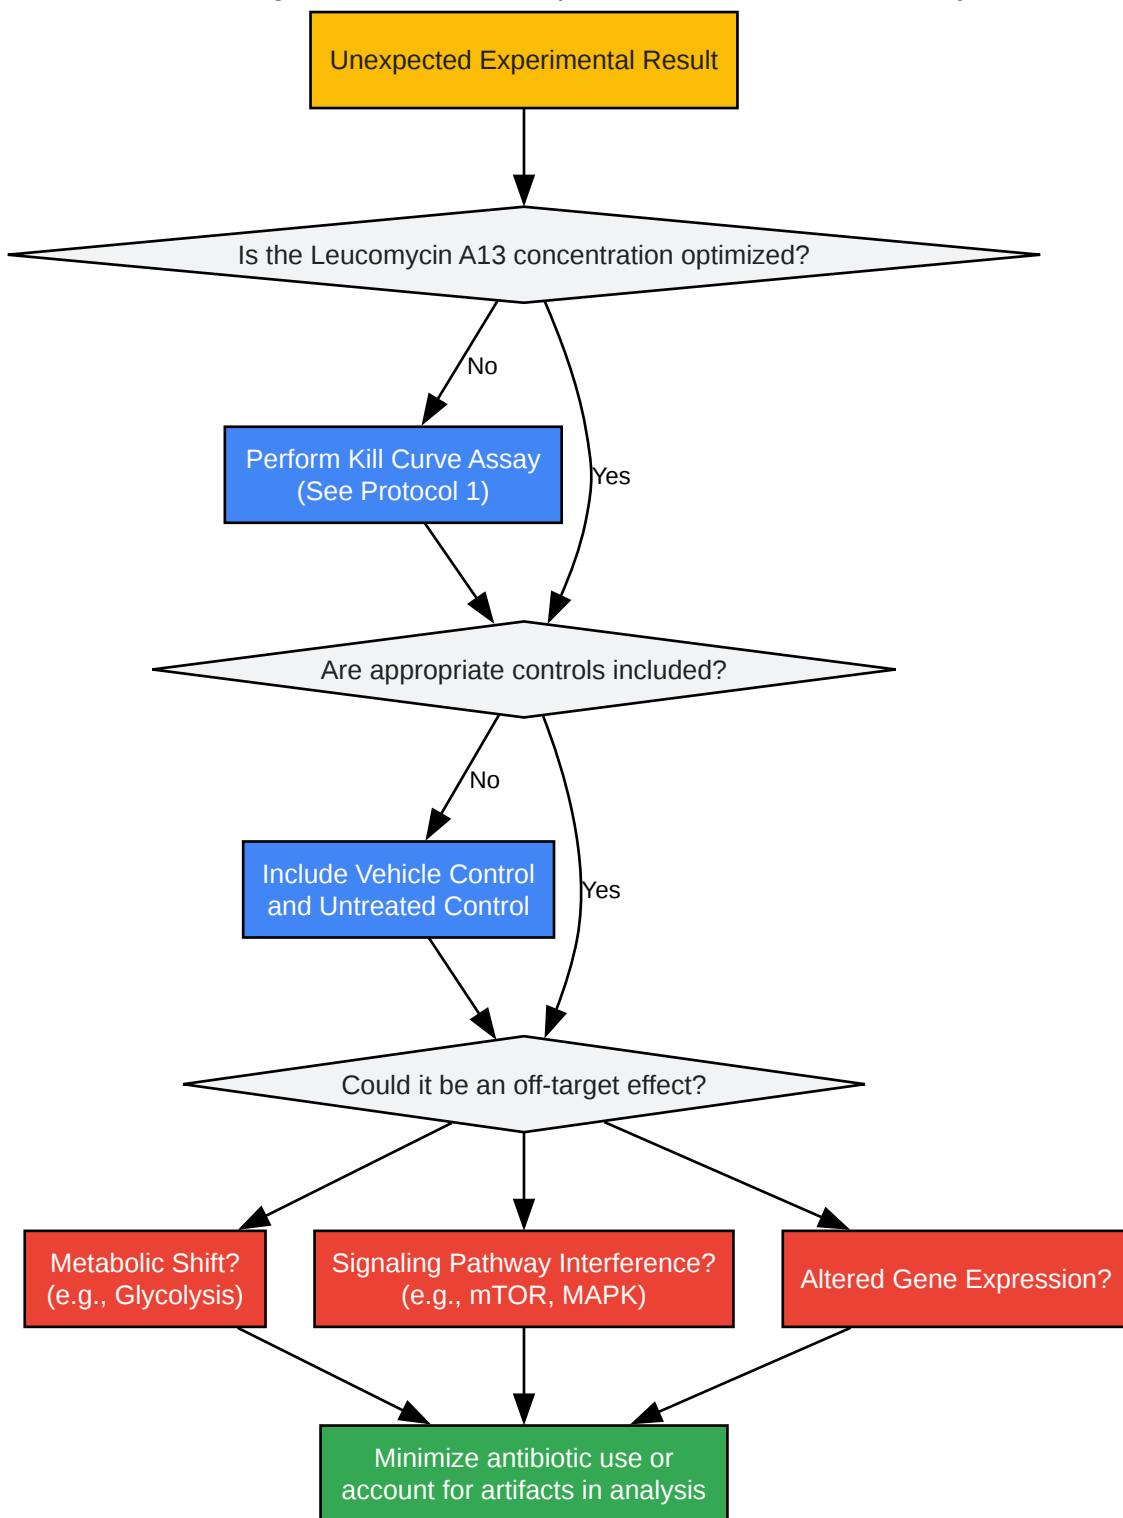 Unexpected Experimental Result
Is the Leucomycin A13 concentration optimized?
No
Perform Kill Curve Assay
(See Protocol 1)
Yes
Are appropriate controls included?
No
Include Vehicle Control
and Untreated Control
Yes
Could it be an off-target effect?
Metabolic Shift?
(e.g., Glycolysis)
Signaling Pathway Interference?
(e.g., mTOR, MAPK)
Altered Gene Expression?
Minimize antibiotic use or
account for artifacts in analysis